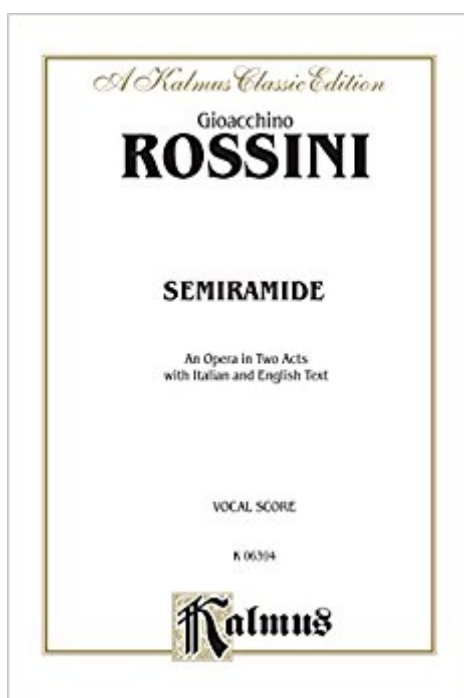 A Kalmus Classic Edition
Gioacchino
ROSSINI
SEMIRAMIDE
An Opera in Two Acts
with Italian and English Text
VOCAL SCORE
K 06304
Kalmus